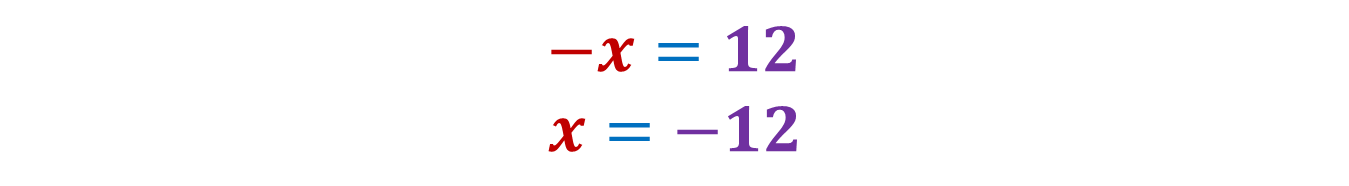 −x = 12
x = −12